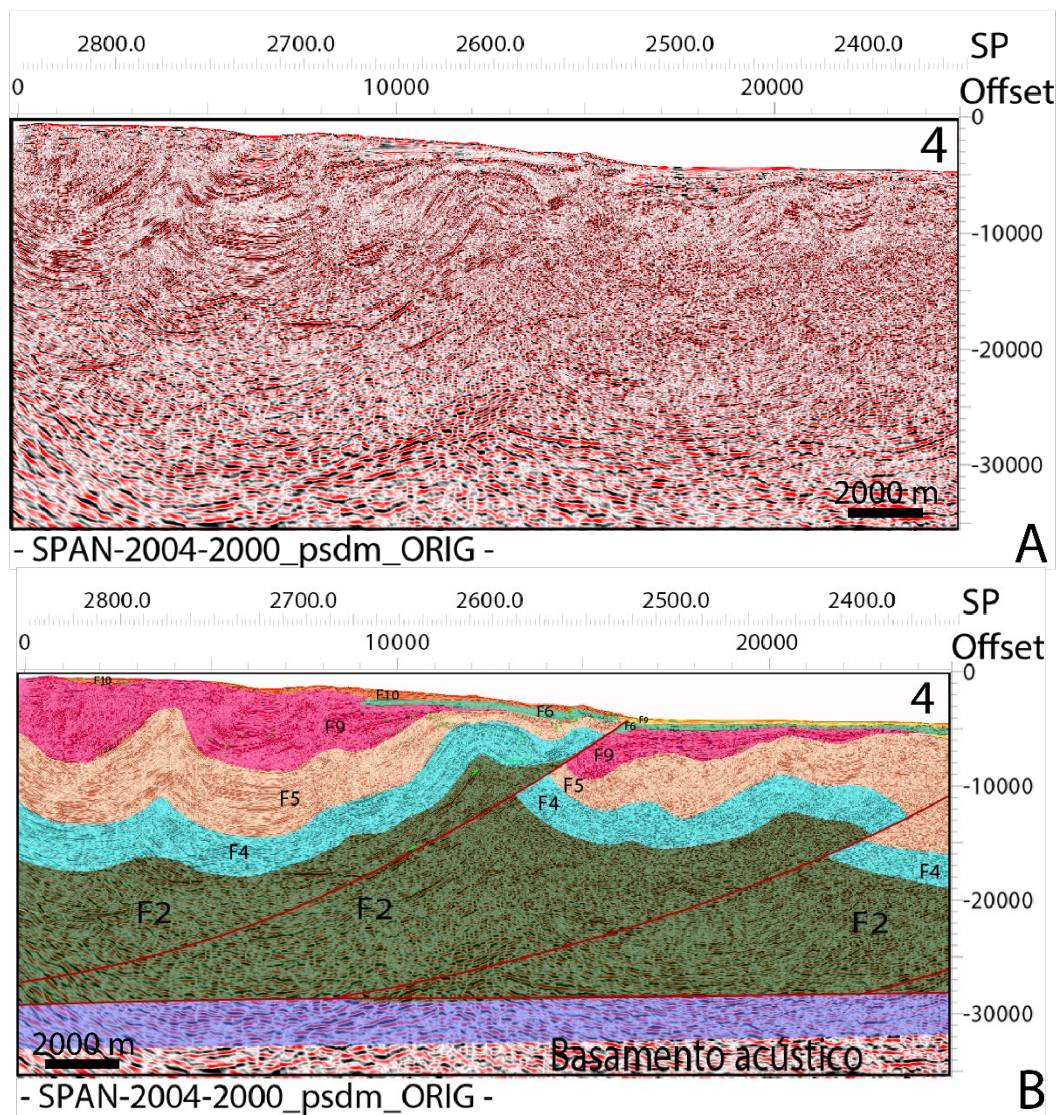 2800.0 2700.0 2600.0 2500.0 2400.0 SP
0 10000 20000 Offset
0
4
-10000
-20000
-30000
2000 m
A
- SPAN-2004-2000_psdm_ORIG -
2800.0 2700.0 2600.0 2500.0 2400.0 SP
0 10000 20000 Offset
0
4
F10
F10
F6
F9
F9
F6
F9
F5
F5
-10000
F4
F4
F4
F2
F2
F2
-20000
-30000
2000 m
Basamento acústico
B
- SPAN-2004-2000_psdm_ORIG -